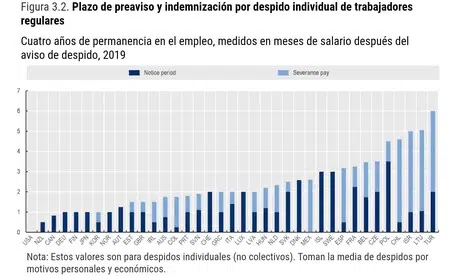 Figura 3.2. Plazo de preaviso y indemnización por despido individual de trabajadores
regulares
Cuatro años de permanencia en el empleo, medidos en meses de salario después del
aviso de despido, 2019
Notice period Severance pay
7
6
5
4
3
2
1
0
USA NZL CAN DEU FIN JPN KOR NOR AUT EST GBR IRL AUS COL PRT SVN CHE GRC ITA LUX LVA HUN NLD SVK DNK MEX ISL SWE ESP FRA BEL CZE POL CHL ISR LTU TUR
Nota: Estos valores son para despidos individuales (no colectivos). Toman la media de despidos por
motivos personales y económicos.